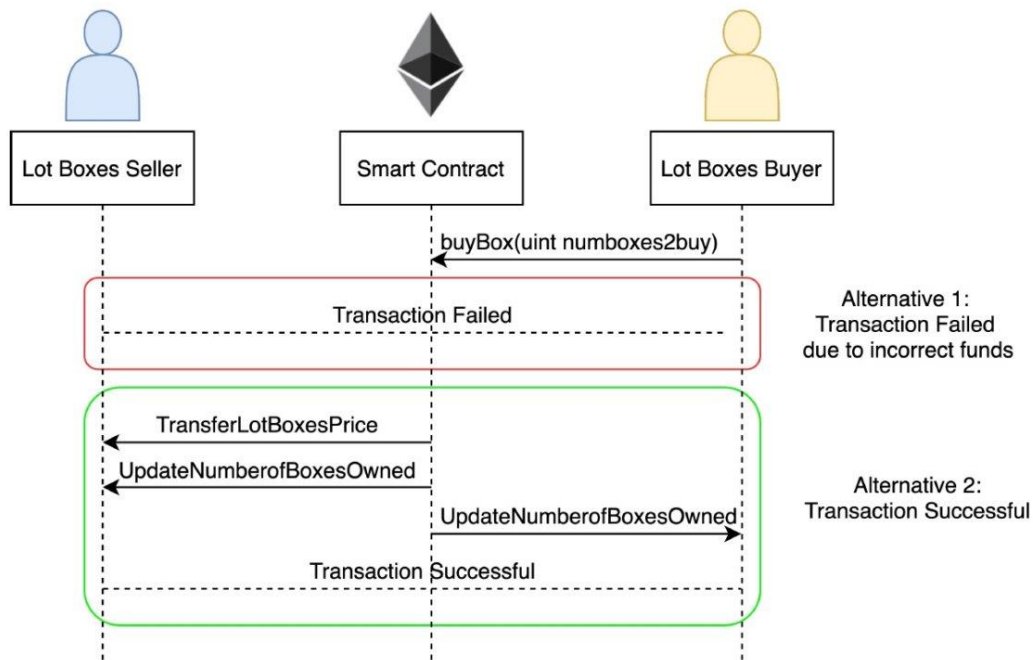 Lot Boxes Seller
Smart Contract
Lot Boxes Buyer
buyBox(uint numboxes2buy)
Transaction Failed
Alternative 1:
Transaction Failed
due to incorrect funds
TransferLotBoxesPrice
UpdateNumberofBoxesOwned
UpdateNumberofBoxesOwned
Alternative 2:
Transaction Successful
Transaction Successful